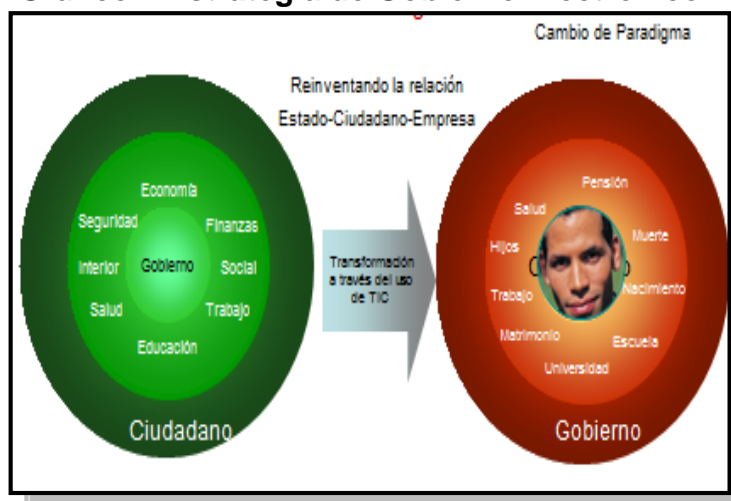 Cambio de Paradigma
Reinventando la relación
Estado-Ciudadano-Empresa
Economía
Seguridad
Finanzas
Interior
Gobierno
Social
Salud
Trabajo
Educación
Ciudadano
Transformación
a través del uso
de TIC
Pensión
Salud
Muerte
Hijos
Nacimiento
Trabajo
Matrimonio
Escuela
Universidad
Gobierno